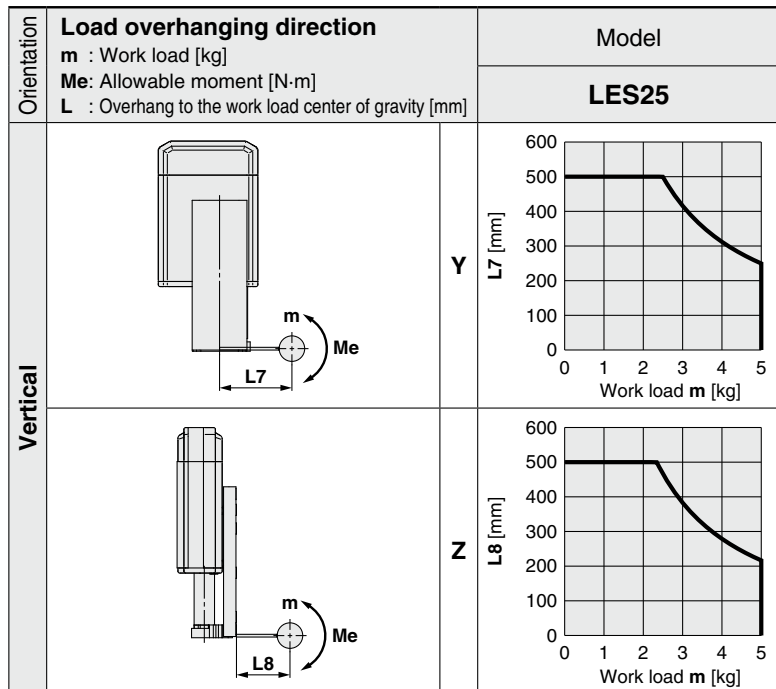 Orientation
Load overhanging direction
m : Work load [kg]
Me: Allowable moment [N·m]
L : Overhang to the work load center of gravity [mm]
Model
LES25
Vertical
m
Me
L7
Y
L7 [mm]
600
500
400
300
200
100
0
0 1 2 3 4 5
Work load m [kg]
m
Me
L8
Z
L8 [mm]
600
500
400
300
200
100
0
0 1 2 3 4 5
Work load m [kg]